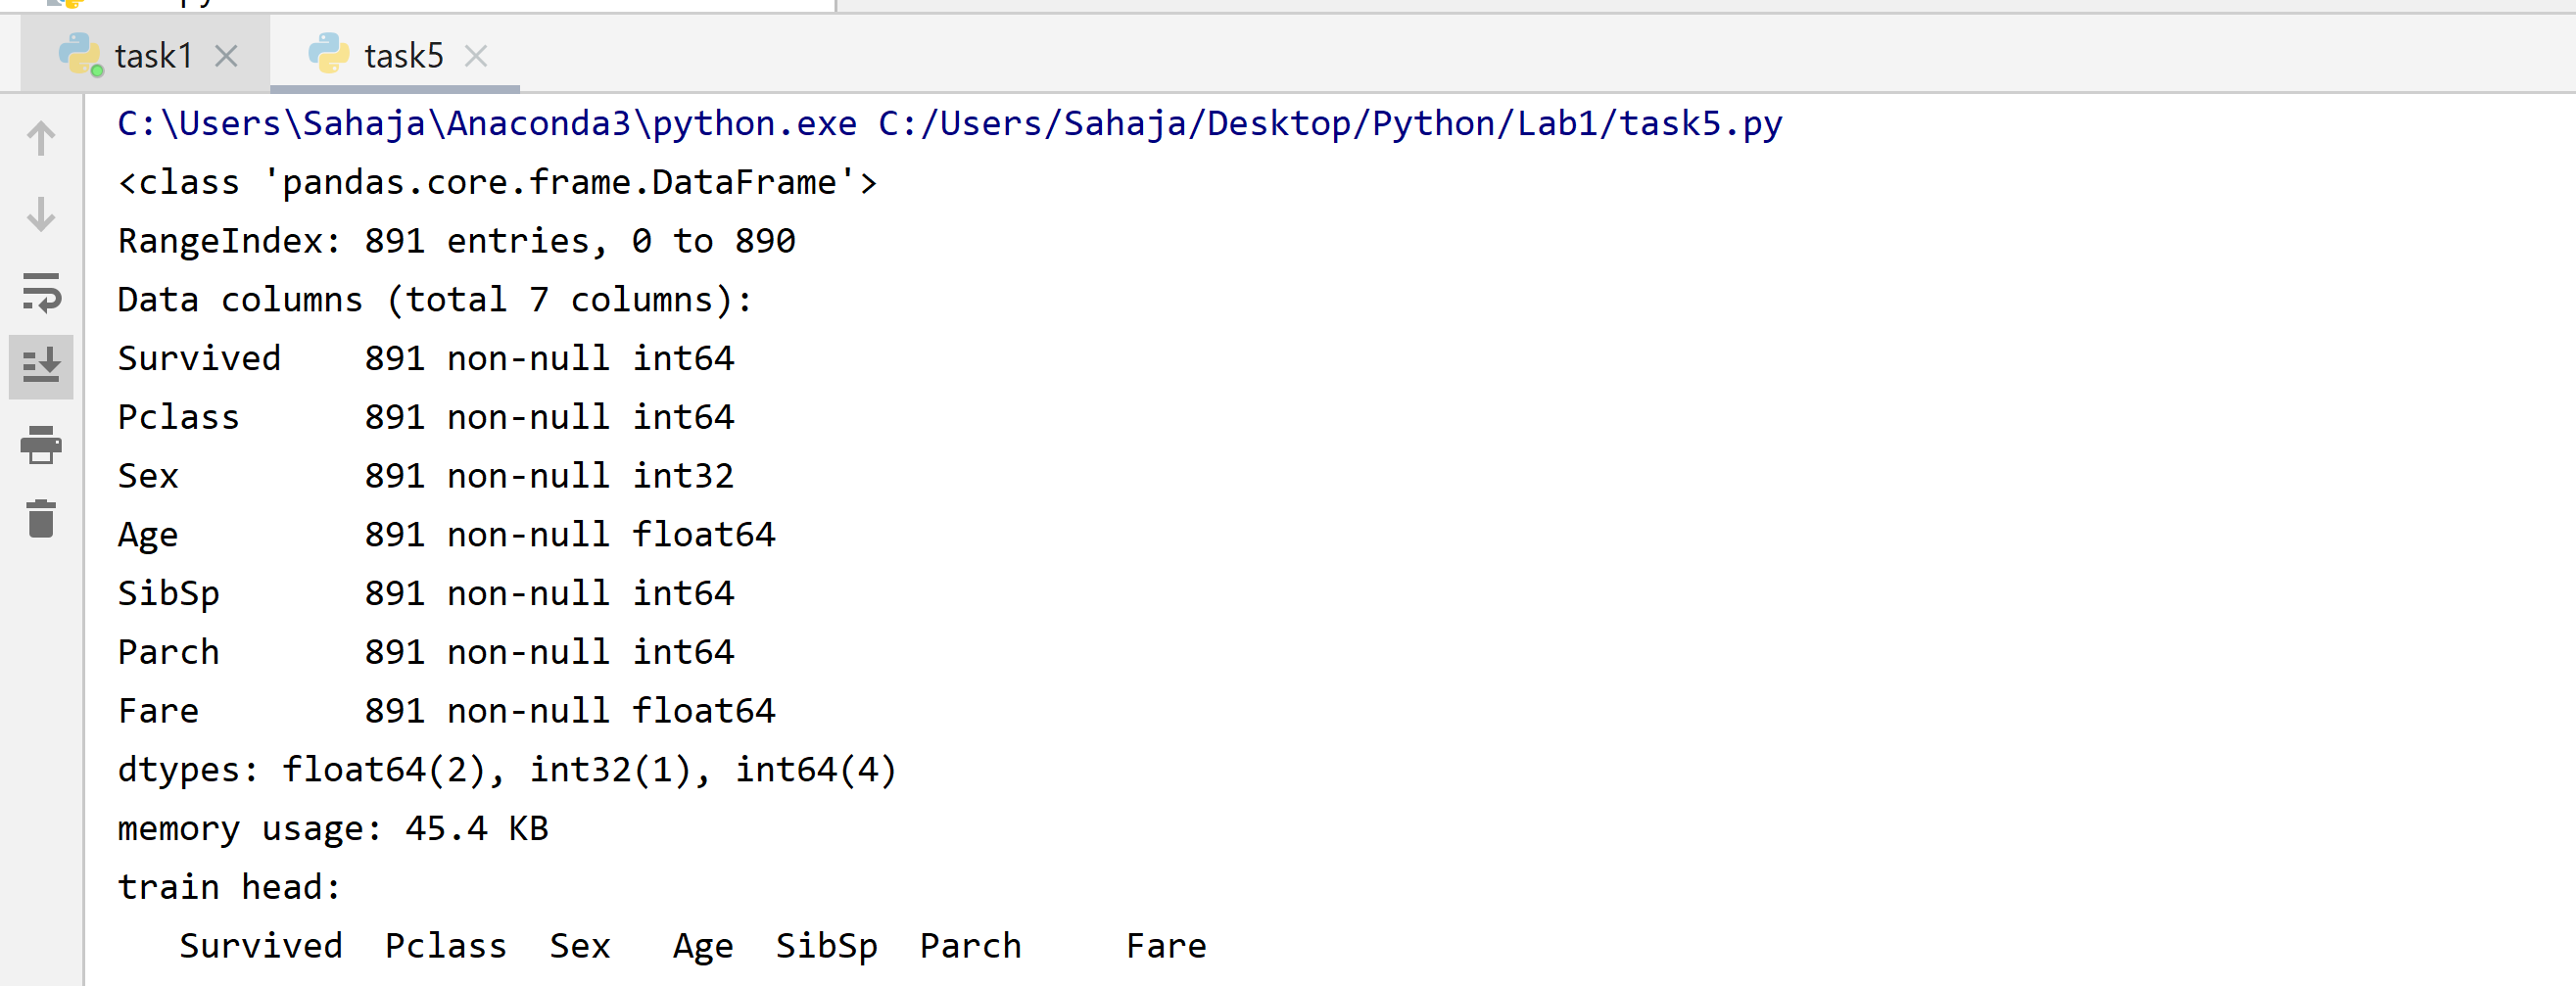 task1 task5
C:\Users\Sahaja\Anaconda3\python.exe C:/Users/Sahaja/Desktop/Python/Lab1/task5.py
<class 'pandas.core.frame.DataFrame'>
RangeIndex: 891 entries, 0 to 890
Data columns (total 7 columns):
Survived    891 non-null int64
Pclass      891 non-null int64
Sex         891 non-null int32
Age         891 non-null float64
SibSp       891 non-null int64
Parch       891 non-null int64
Fare        891 non-null float64
dtypes: float64(2), int32(1), int64(4)
memory usage: 45.4 KB
train head:
   Survived  Pclass  Sex   Age  SibSp  Parch     Fare